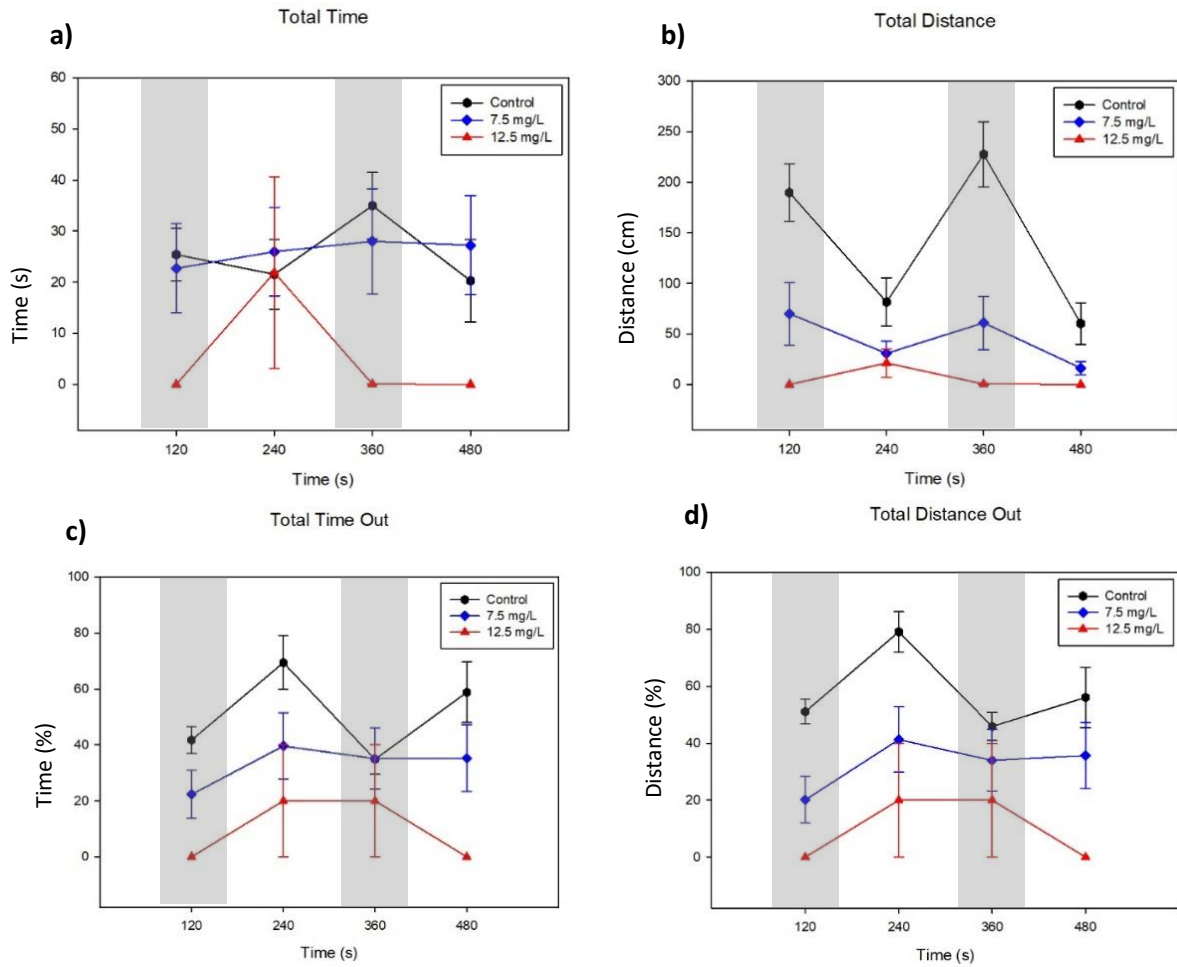 Total Time
a)
60
50
40
30
20
10
0
Time (s)
Control
7.5 mg/L
12.5 mg/L
120 240 360 480
Time (s)
Total Distance
b)
300
250
200
150
100
50
0
Distance (cm)
Control
7.5 mg/L
12.5 mg/L
120 240 360 480
Time (s)
Total Time Out
c)
100
80
60
40
20
0
Time (%)
Control
7.5 mg/L
12.5 mg/L
120 240 360 480
Time (s)
Total Distance Out
d)
100
80
60
40
20
0
Distance (%)
Control
7.5 mg/L
12.5 mg/L
120 240 360 480
Time (s)